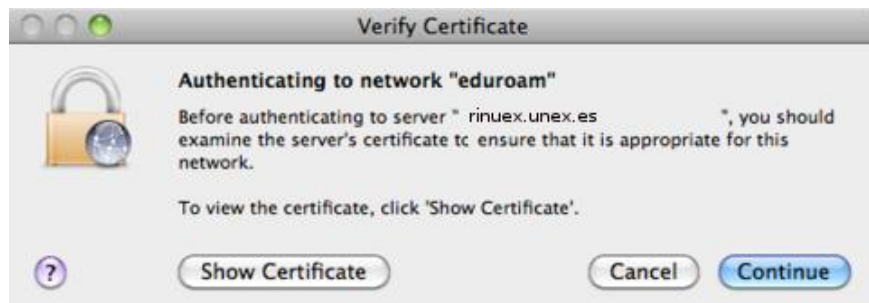 Verify Certificate
Authenticating to network "eduroam"
Before authenticating to server " rinuex.unex.es ", you should
examine the server's certificate tc ensure that it is appropriate for this
network.
To view the certificate, click 'Show Certificate'.
? Show Certificate Cancel Continue